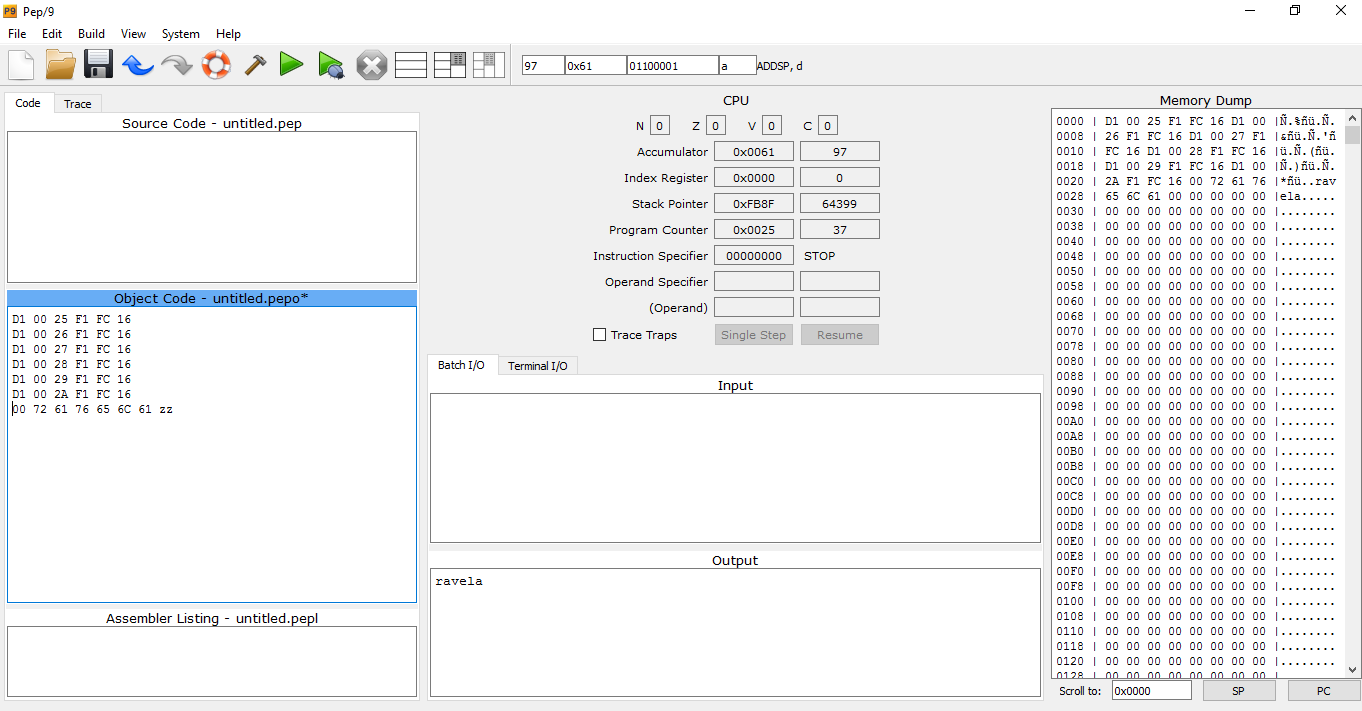 Pep/9
File Edit Build View System Help
97 0x61 01100001 a ADDSP, d
Code Trace
Source Code - untitled.pep
Object Code - untitled.pepo*
D1 00 25 F1 FC 16
D1 00 26 F1 FC 16
D1 00 27 F1 FC 16
D1 00 28 F1 FC 16
D1 00 29 F1 FC 16
D1 00 2A F1 FC 16
00 72 61 76 65 6C 61 zz
Assembler Listing - untitled.pepl
CPU
N 0 Z 0 V 0 C 0
Accumulator 0x0061 97
Index Register 0x0000 0
Stack Pointer 0xFB8F 64399
Program Counter 0x0025 37
Instruction Specifier 00000000 STOP
Operand Specifier
(Operand)
Trace Traps Single Step Resume
Batch I/O Terminal I/O
Input
Output
ravela
Memory Dump
0000 | D1 00 25 F1 FC 16 D1 00 |Ñ.%ñü.Ñ.
0008 | 26 F1 FC 16 D1 00 27 F1 |&ñü.Ñ.'ñ
0010 | FC 16 D1 00 28 F1 FC 16 |ü.Ñ.(ñü.
0018 | D1 00 29 F1 FC 16 D1 00 |Ñ.)ñü.Ñ.
0020 | 2A F1 FC 16 00 72 61 76 |*ñü..rav
0028 | 65 6C 61 00 00 00 00 00 |ela.....
0030 | 00 00 00 00 00 00 00 00 |........
0038 | 00 00 00 00 00 00 00 00 |........
0040 | 00 00 00 00 00 00 00 00 |........
0048 | 00 00 00 00 00 00 00 00 |........
0050 | 00 00 00 00 00 00 00 00 |........
0058 | 00 00 00 00 00 00 00 00 |........
0060 | 00 00 00 00 00 00 00 00 |........
0068 | 00 00 00 00 00 00 00 00 |........
0070 | 00 00 00 00 00 00 00 00 |........
0078 | 00 00 00 00 00 00 00 00 |........
0080 | 00 00 00 00 00 00 00 00 |........
0088 | 00 00 00 00 00 00 00 00 |........
0090 | 00 00 00 00 00 00 00 00 |........
0098 | 00 00 00 00 00 00 00 00 |........
00A0 | 00 00 00 00 00 00 00 00 |........
00A8 | 00 00 00 00 00 00 00 00 |........
00B0 | 00 00 00 00 00 00 00 00 |........
00B8 | 00 00 00 00 00 00 00 00 |........
00C0 | 00 00 00 00 00 00 00 00 |........
00C8 | 00 00 00 00 00 00 00 00 |........
00D0 | 00 00 00 00 00 00 00 00 |........
00D8 | 00 00 00 00 00 00 00 00 |........
00E0 | 00 00 00 00 00 00 00 00 |........
00E8 | 00 00 00 00 00 00 00 00 |........
00F0 | 00 00 00 00 00 00 00 00 |........
00F8 | 00 00 00 00 00 00 00 00 |........
0100 | 00 00 00 00 00 00 00 00 |........
0108 | 00 00 00 00 00 00 00 00 |........
0110 | 00 00 00 00 00 00 00 00 |........
0118 | 00 00 00 00 00 00 00 00 |........
0120 | 00 00 00 00 00 00 00 00 |........
0128 | 00 00 00 00 00 00 00 00 |........
Scroll to: 0x0000 SP PC